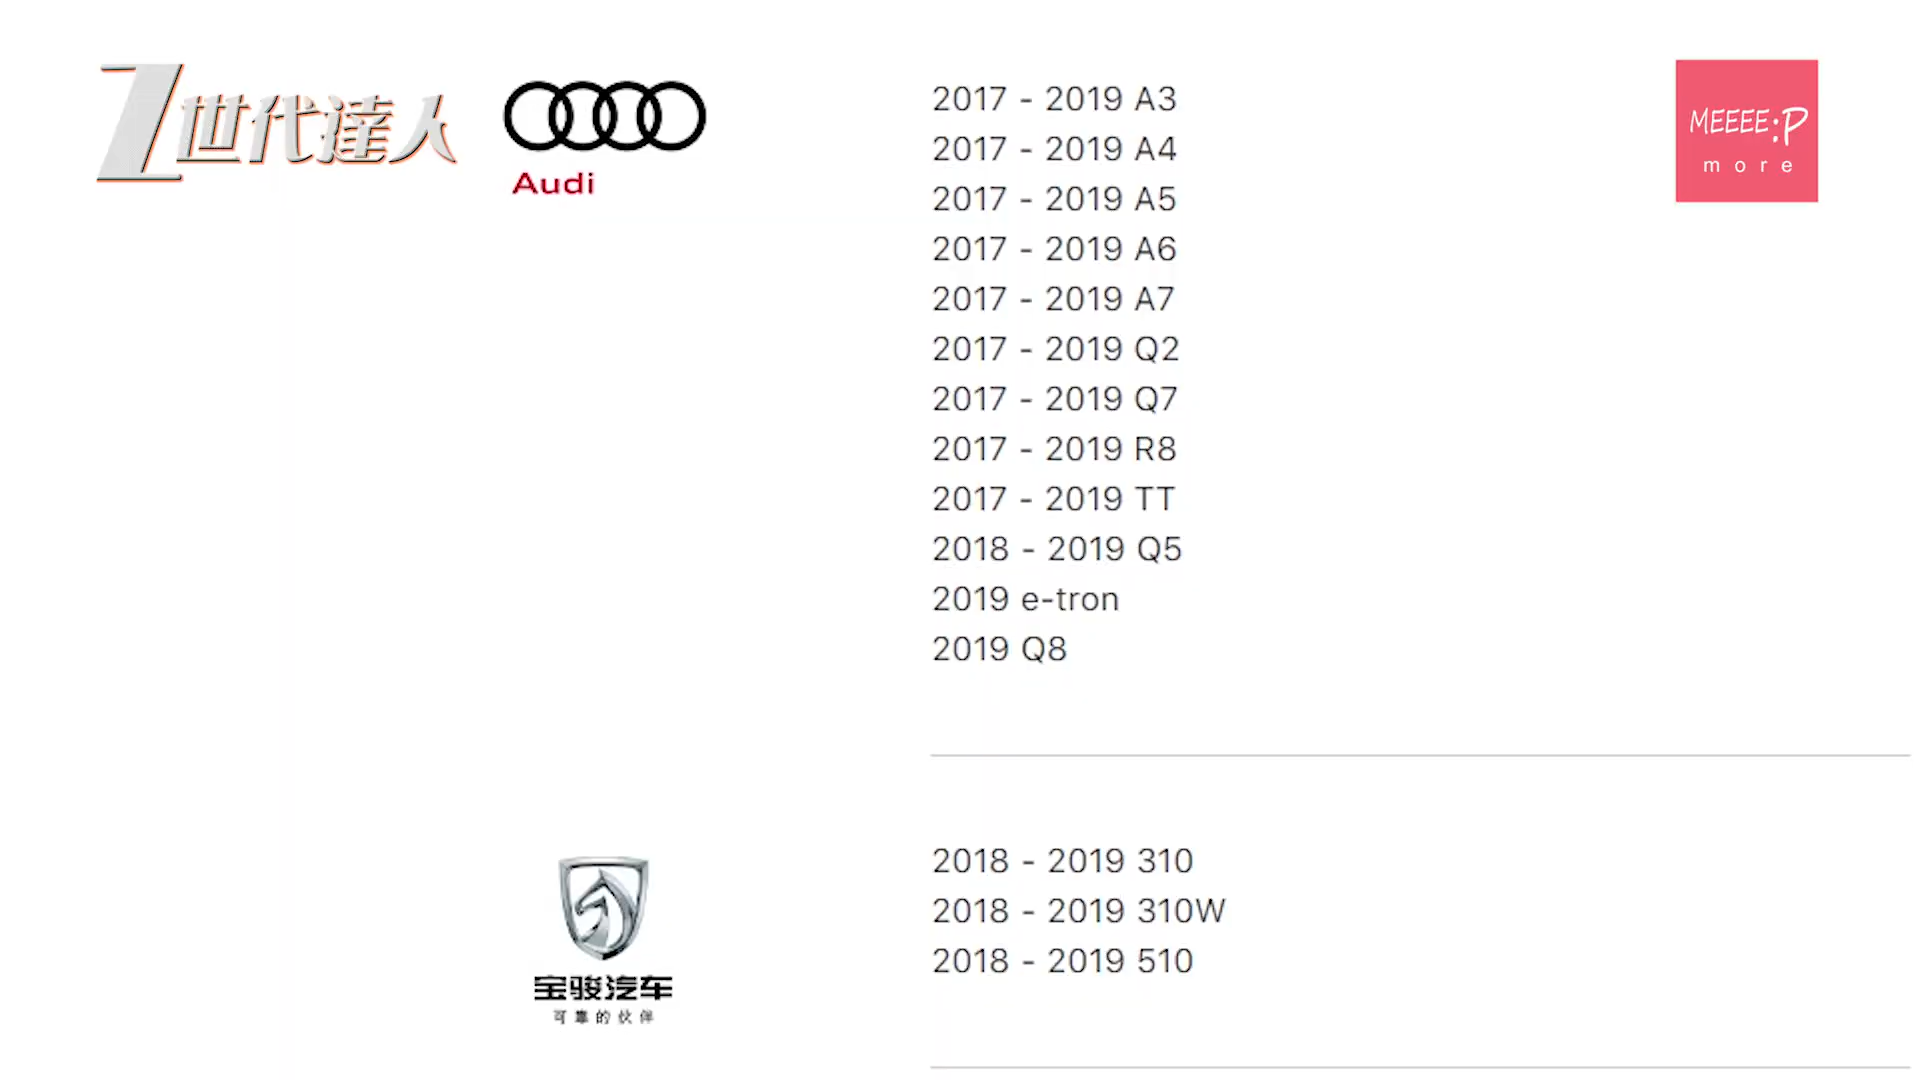 Z世代達人
Audi
2017 - 2019 A3
2017 - 2019 A4
2017 - 2019 A5
2017 - 2019 A6
2017 - 2019 A7
2017 - 2019 Q2
2017 - 2019 Q7
2017 - 2019 R8
2017 - 2019 TT
2018 - 2019 Q5
2019 e-tron
2019 Q8
MEEEE:P
more
宝骏汽车
可靠的伙伴
2018 - 2019 310
2018 - 2019 310W
2018 - 2019 510